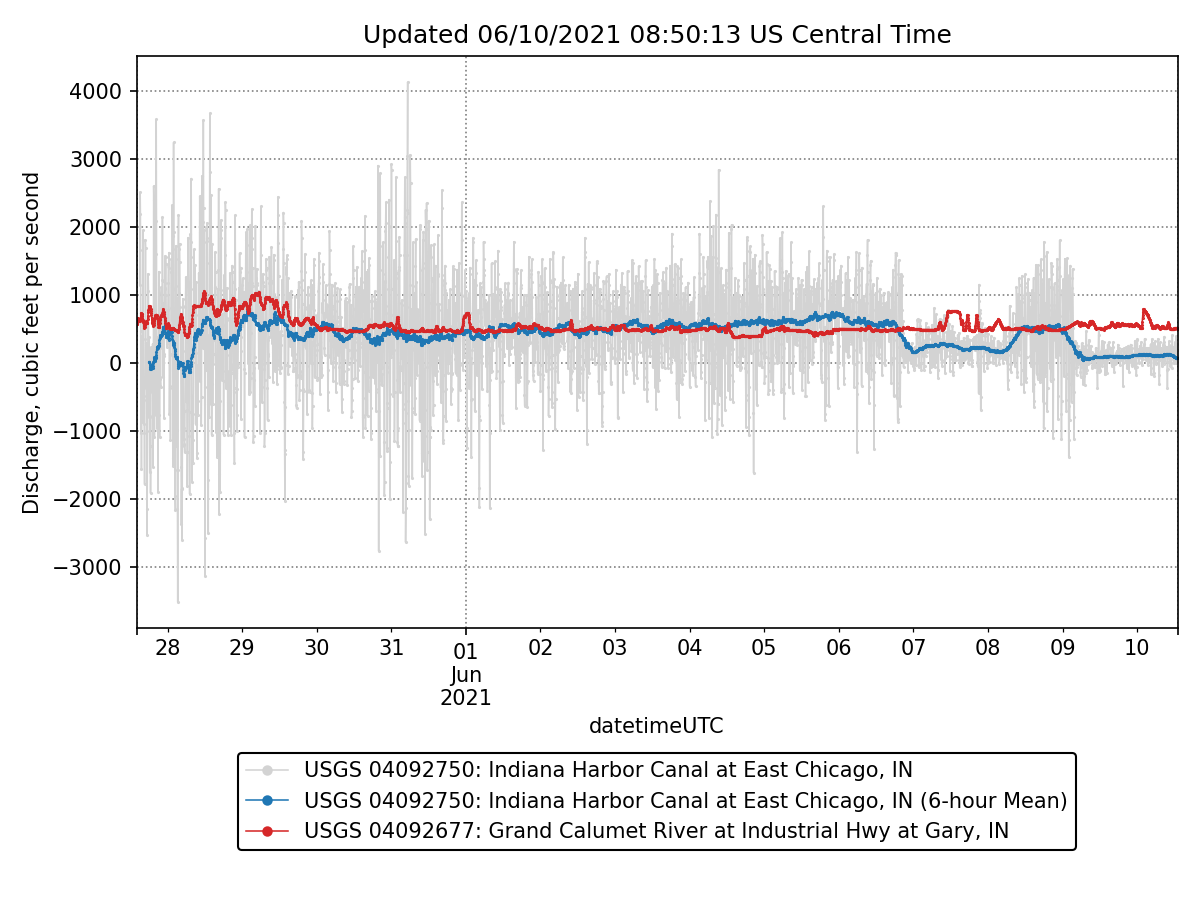 Updated 06/10/2021 08:50:13 US Central Time
Discharge, cubic feet per second
4000
3000
2000
1000
0
−1000
−2000
−3000
28 29 30 31 01 02 03 04 05 06 07 08 09 10
Jun
2021
datetimeUTC
USGS 04092750: Indiana Harbor Canal at East Chicago, IN
USGS 04092750: Indiana Harbor Canal at East Chicago, IN (6-hour Mean)
USGS 04092677: Grand Calumet River at Industrial Hwy at Gary, IN